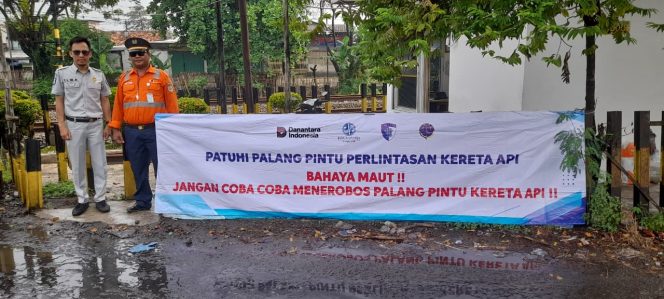 Danantara
Indonesia
PATUHI PALANG PINTU PERLINTASAN KERETA API
BAHAYA MAUT !!
JANGAN COBA COBA MENEROBOS PALANG PINTU KERETA API !!